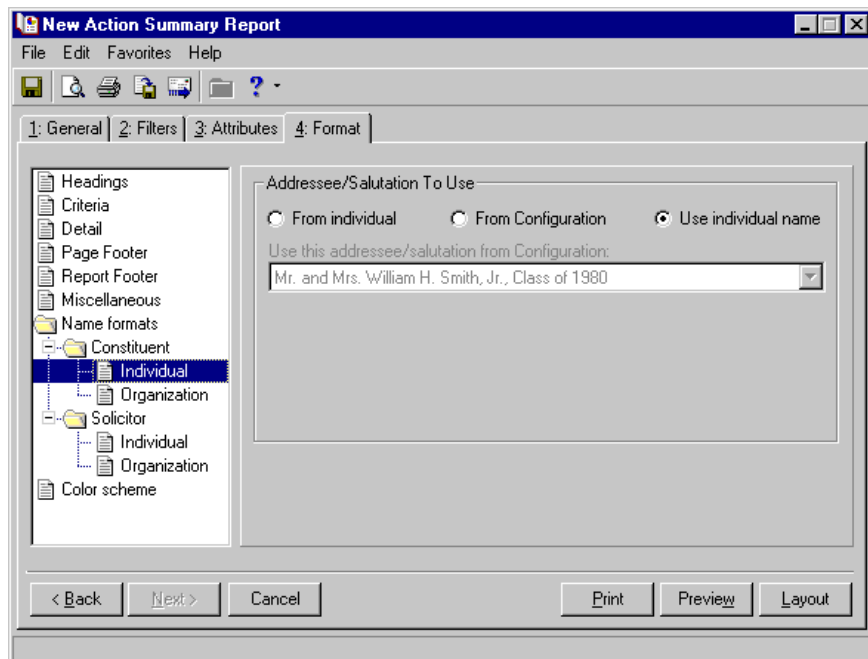 New Action Summary Report
File Edit Favorites Help
1: General 2: Filters 3: Attributes 4: Format
Headings
Criteria
Detail
Page Footer
Report Footer
Miscellaneous
Name formats
Constituent
Individual
Organization
Solicitor
Individual
Organization
Color scheme
Addressee/Salutation To Use
From individual From Configuration Use individual name
Use this addressee/salutation from Configuration:
Mr. and Mrs. William H. Smith, Jr., Class of 1980
< Back Next > Cancel Print Preview Layout